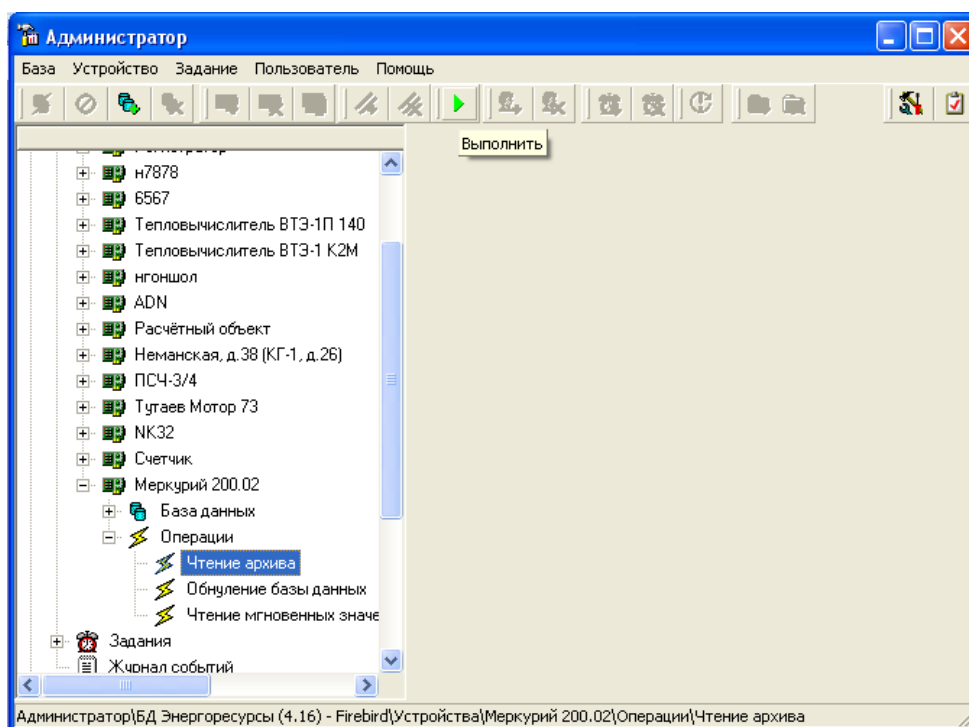 Администратор
База Устройство Задание Пользователь Помощь
Выполнить
н7878
6567
Тепловычислитель ВТЭ-1П 140
Тепловычислитель ВТЭ-1 К2М
нгоншол
ADN
Расчётный объект
Неманская, д.38 (КГ-1, д.26)
ПСЧ-3/4
Тутаев Мотор 73
NK32
Счетчик
Меркурий 200.02
База данных
Операции
Чтение архива
Обнуление базы данных
Чтение мгновенных значе
Задания
Журнал событий
Администратор\БД Энергоресурсы (4.16) - Firebird\Устройства\Меркурий 200.02\Операции\Чтение архива